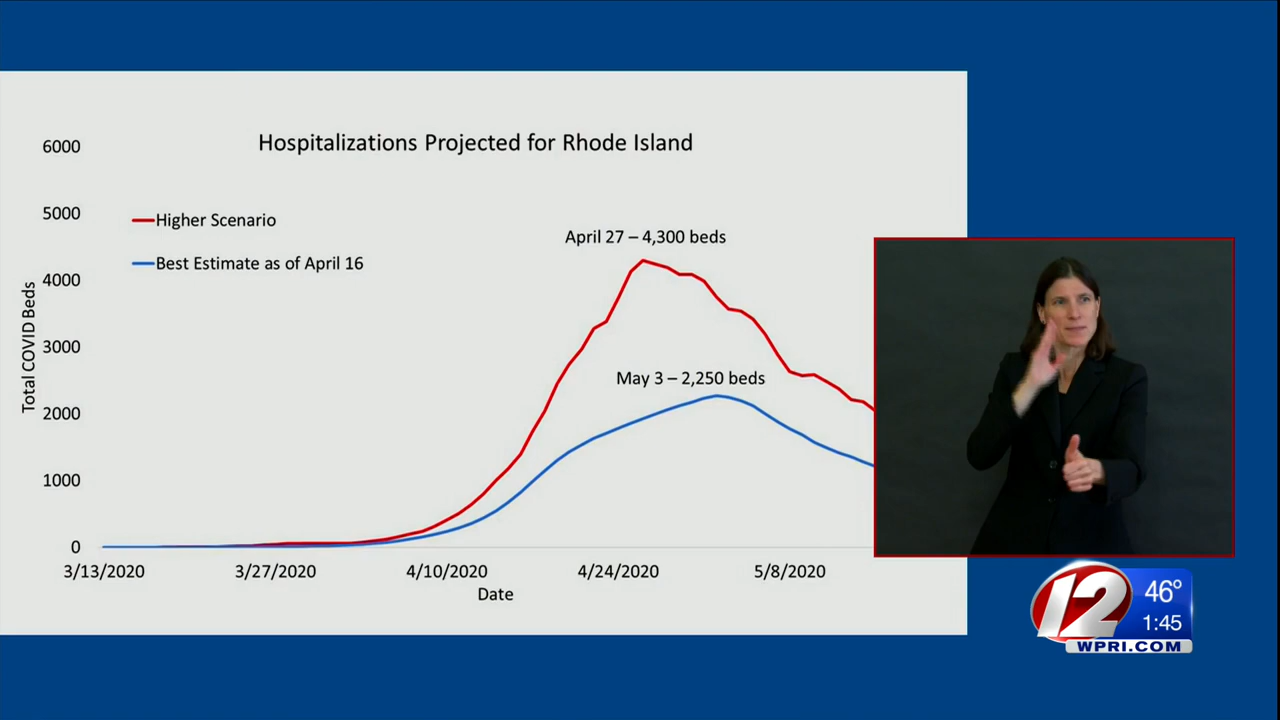 Hospitalizations Projected for Rhode Island
6000
5000
4000
3000
2000
1000
0
Total COVID Beds
Higher Scenario
Best Estimate as of April 16
April 27 – 4,300 beds
May 3 – 2,250 beds
3/13/2020 3/27/2020 4/10/2020 4/24/2020 5/8/2020
Date
12 46°
1:45
WPRI.COM